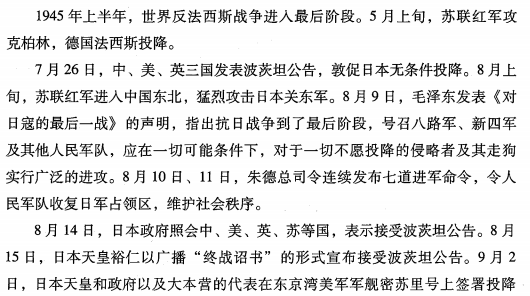 1945年上半年，世界反法西斯战争进入最后阶段。5月上旬，苏联红军攻
克柏林，德国法西斯投降。
7月26日，中、美、英三国发表波茨坦公告，敦促日本无条件投降。8月上
旬，苏联红军进入中国东北，猛烈攻击日本关东军。8月9日，毛泽东发表《对
日寇的最后一战》的声明，指出抗日战争到了最后阶段，号召八路军、新四军
及其他人民军队，应在一切可能条件下，对于一切不愿投降的侵略者及其走狗
实行广泛的进攻。8月10日、11日，朱德总司令连续发布七道进军命令，令人
民军队收复日军占领区，维护社会秩序。
8月14日，日本政府照会中、美、英、苏等国，表示接受波茨坦公告。8月
15日，日本天皇裕仁以广播“终战诏书”的形式宣布接受波茨坦公告。9月2
日，日本天皇和政府以及大本营的代表在东京湾美军军舰密苏里号上签署投降